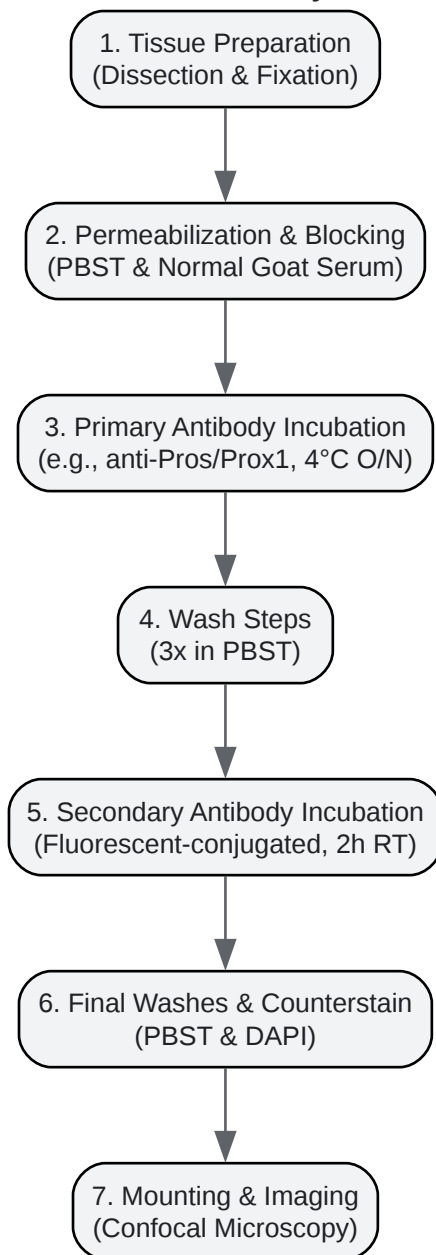 1. Tissue Preparation
(Dissection & Fixation)
2. Permeabilization & Blocking
(PBST & Normal Goat Serum)
3. Primary Antibody Incubation
(e.g., anti-Pros/Prox1, 4°C O/N)
4. Wash Steps
(3x in PBST)
5. Secondary Antibody Incubation
(Fluorescent-conjugated, 2h RT)
6. Final Washes & Counterstain
(PBST & DAPI)
7. Mounting & Imaging
(Confocal Microscopy)